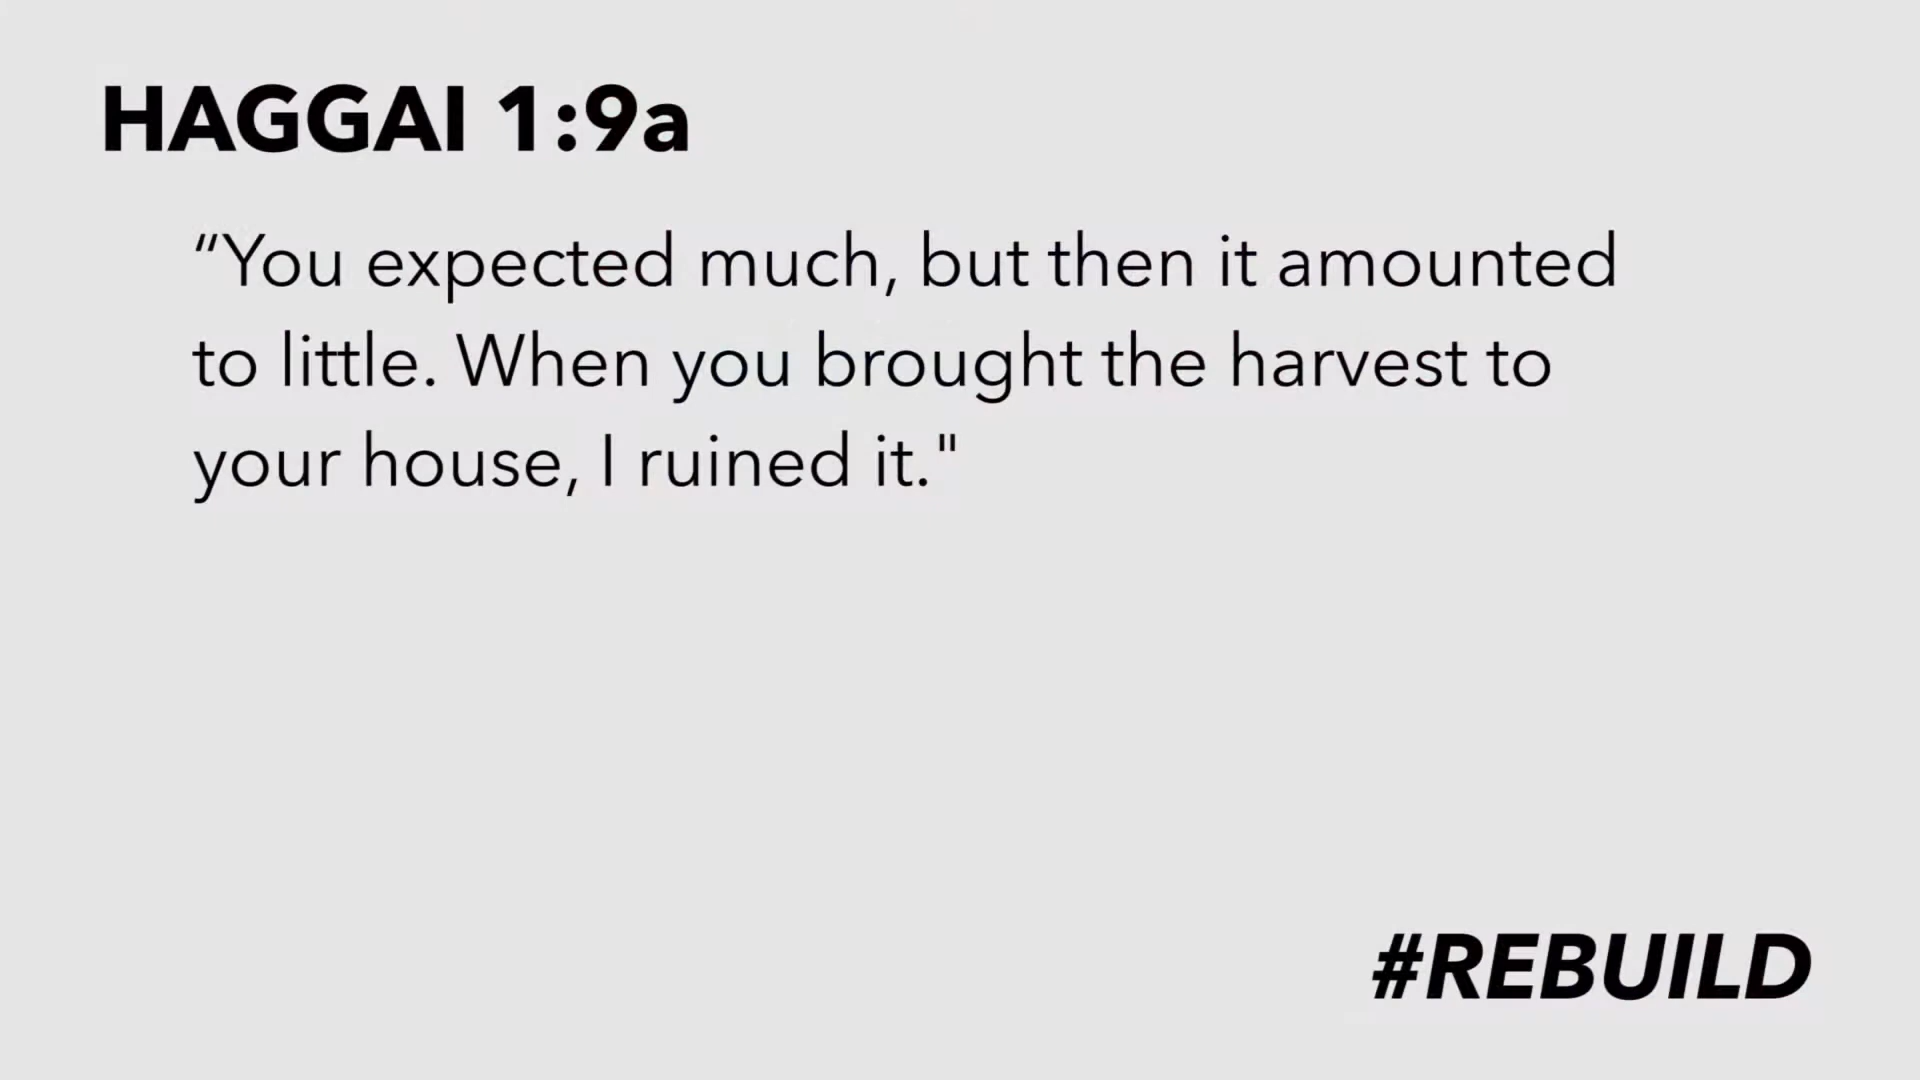 HAGGAI 1:9a
“You expected much, but then it amounted
to little. When you brought the harvest to
your house, I ruined it."
#REBUILD